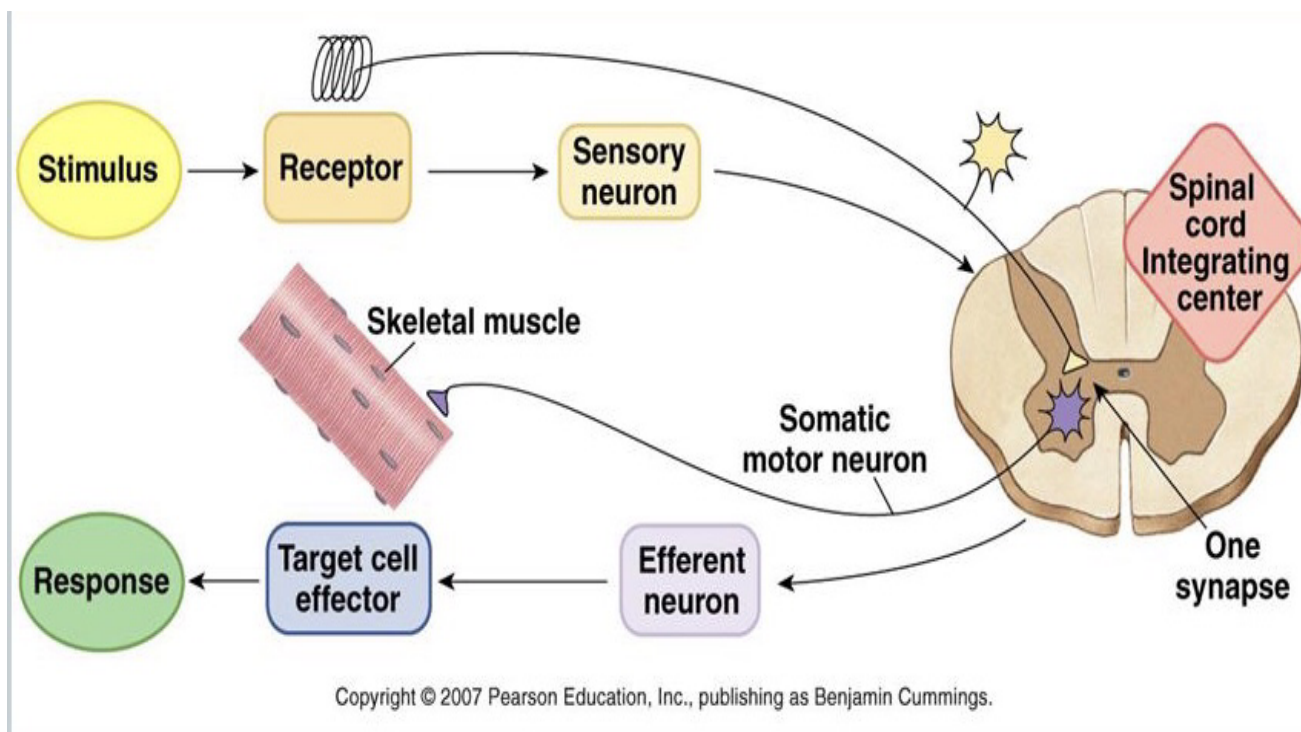 Stimulus
Receptor
Sensory
neuron
Spinal
cord
Integrating
center
Skeletal muscle
Somatic
motor neuron
One
synapse
Efferent
neuron
Target cell
effector
Response
Copyright © 2007 Pearson Education, Inc., publishing as Benjamin Cummings.